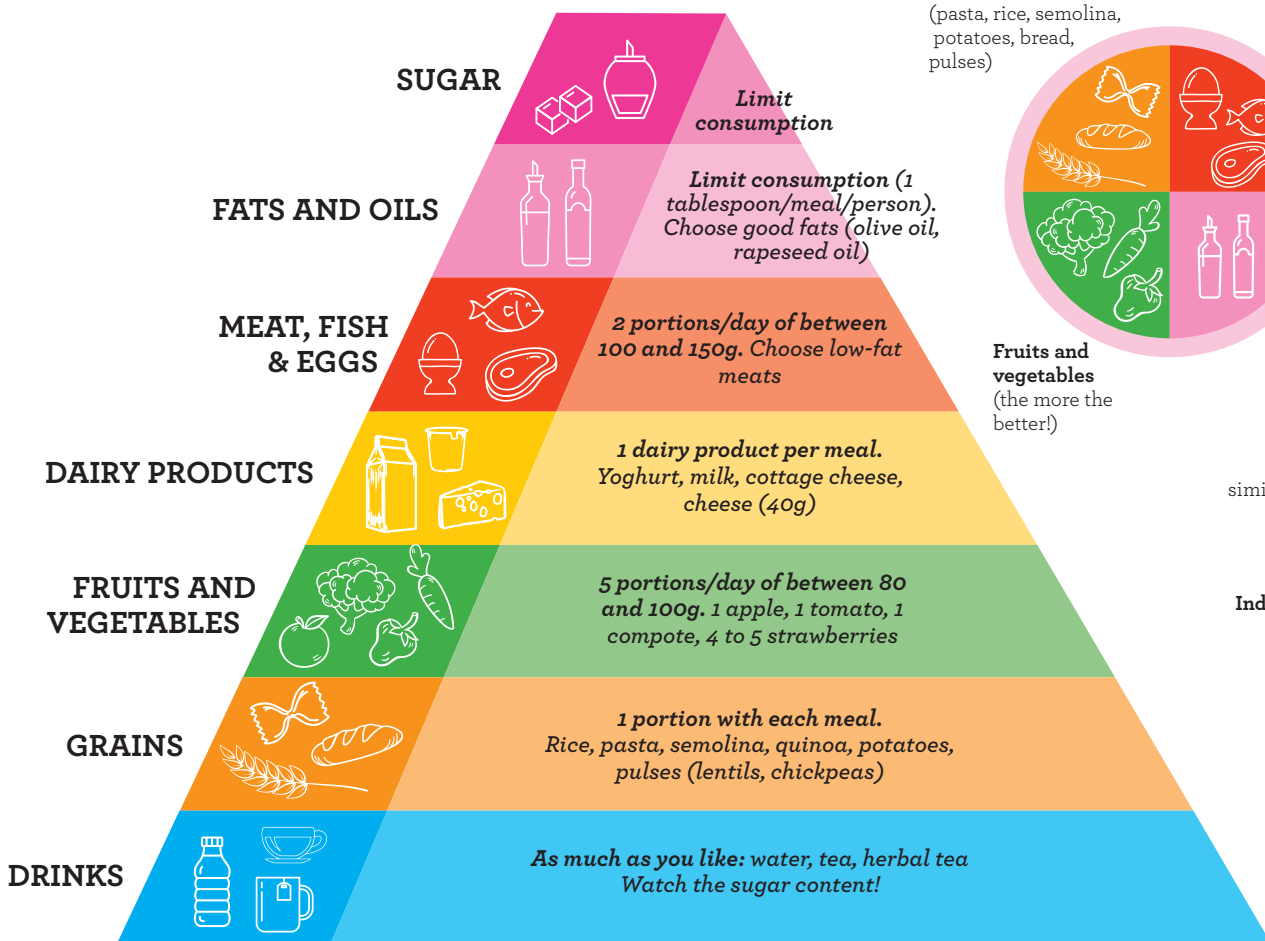 SUGAR
Limit
consumption
FATS AND OILS
Limit consumption (1
tablespoon/meal/person).
Choose good fats (olive oil,
rapeseed oil)
MEAT, FISH
& EGGS
2 portions/day of between
100 and 150g. Choose low-fat
meats
DAIRY PRODUCTS
1 dairy product per meal.
Yoghurt, milk, cottage cheese,
cheese (40g)
FRUITS AND
VEGETABLES
5 portions/day of between 80
and 100g. 1 apple, 1 tomato, 1
compote, 4 to 5 strawberries
GRAINS
1 portion with each meal.
Rice, pasta, semolina, quinoa, potatoes,
pulses (lentils, chickpeas)
DRINKS
As much as you like: water, tea, herbal tea
Watch the sugar content!
(pasta, rice, semolina,
potatoes, bread,
pulses)
Fruits and
vegetables
(the more the
better!)
simi
Ind